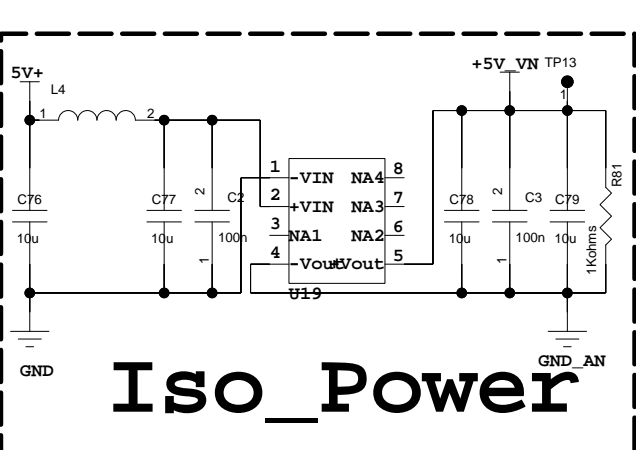 5V+
L4
1
2
+5V_VN
TP13
1
C76
10u
C77
10u
2
C2
100n
1
1
-VIN
2
+VIN
3
NA1
4
-Vout
NA4
8
NA3
7
NA2
6
+Vout
5
U19
C78
10u
2
C3
100n
1
C79
10u
R81
1Kohms
GND
GND_AN
Iso_Power